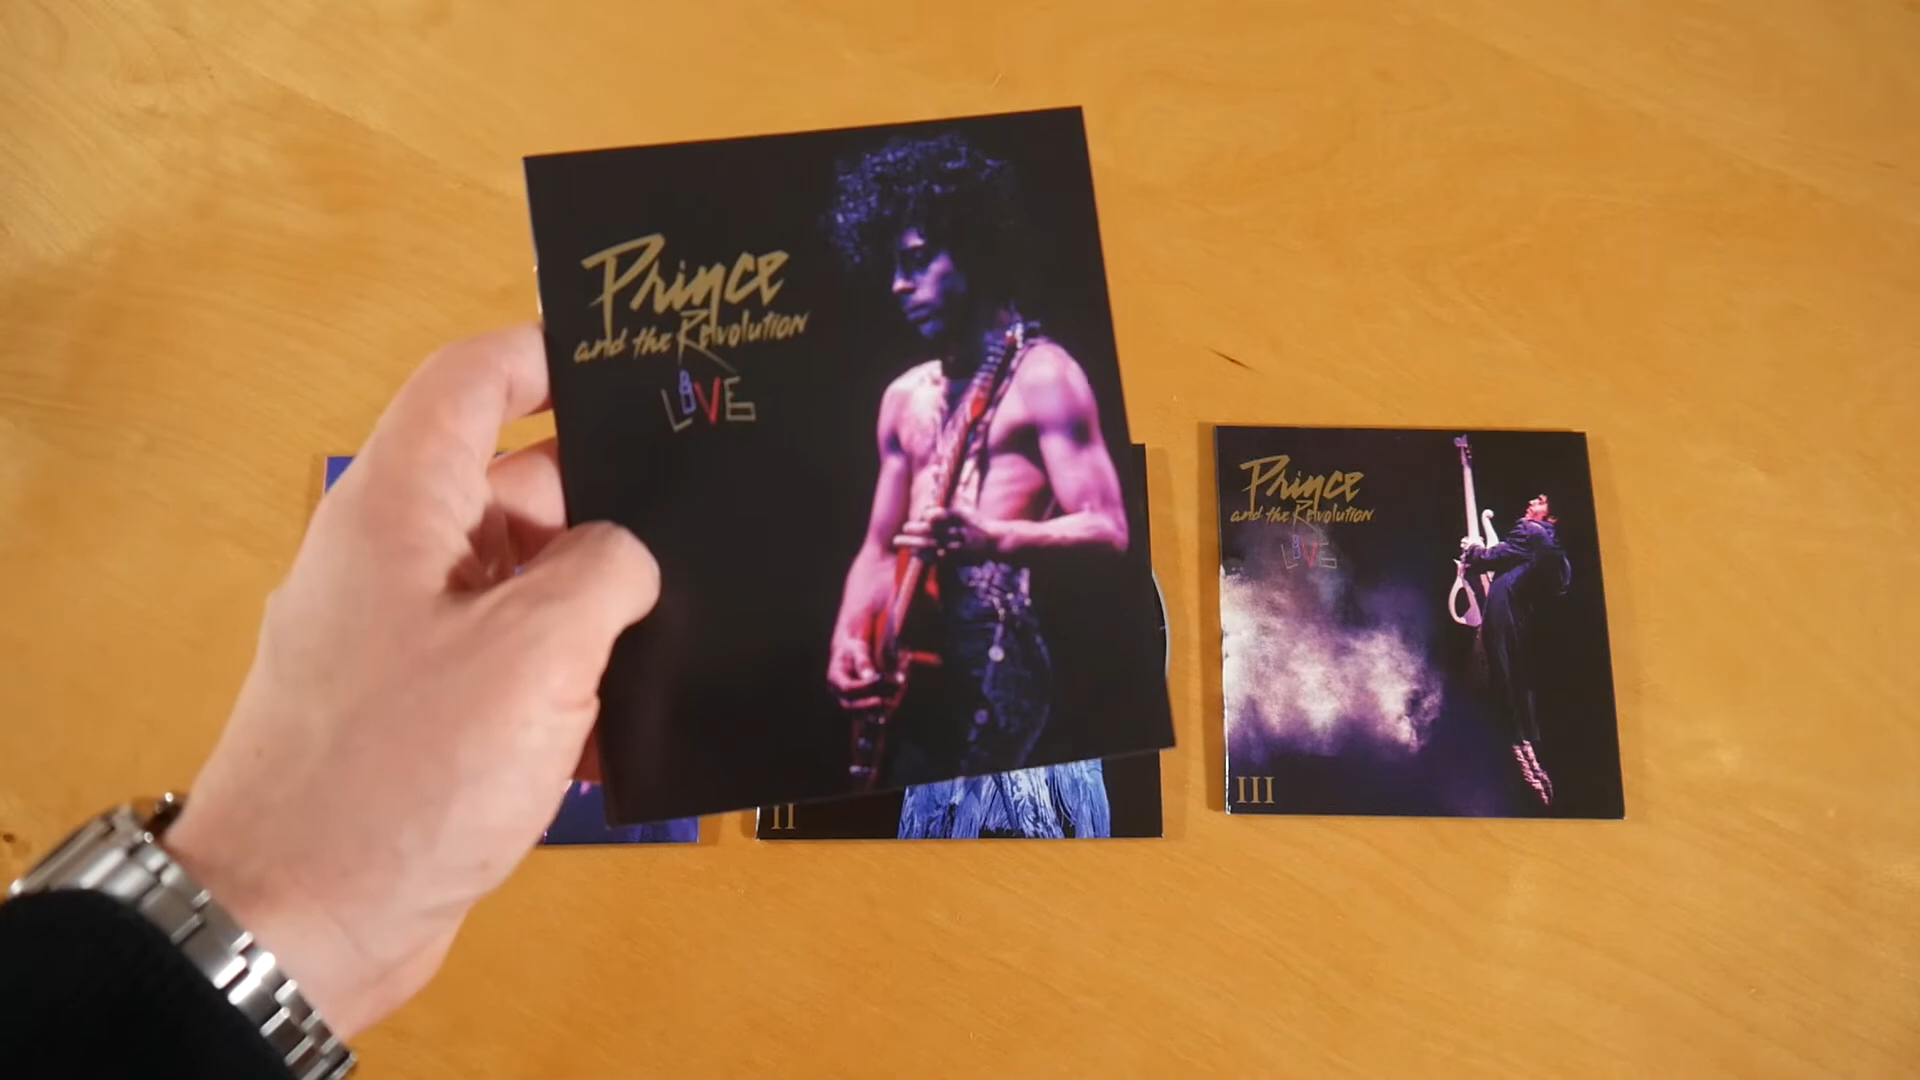 Prince
and the Revolution
LIVE
II
Prince
and the Revolution
LIVE
III